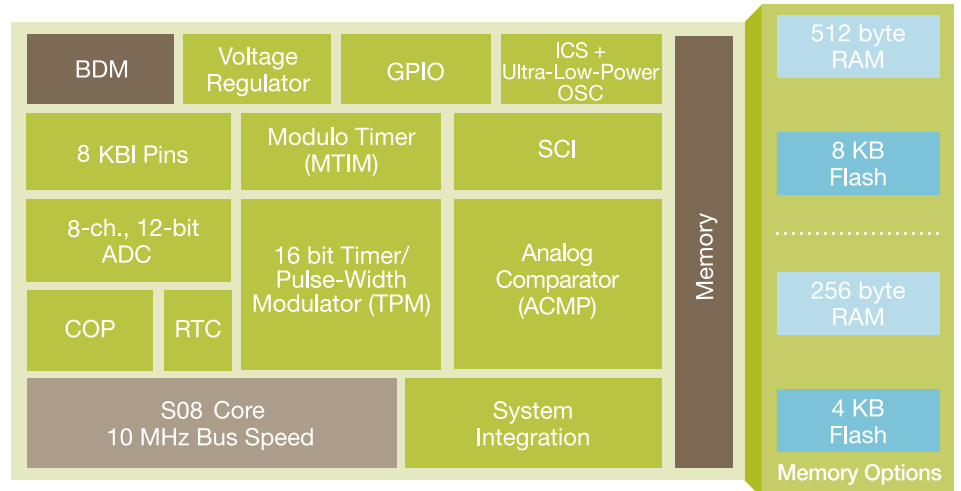 BDM
Voltage
Regulator
GPIO
ICS +
Ultra-Low-Power
OSC
8 KBI Pins
Modulo Timer
(MTIM)
SCI
8-ch., 12-bit
ADC
16 bit Timer/
Pulse-Width
Modulator (TPM)
Analog
Comparator
(ACMP)
COP
RTC
S08 Core
10 MHz Bus Speed
System
Integration
Memory
512 byte
RAM
8 KB
Flash
256 byte
RAM
4 KB
Flash
Memory Options